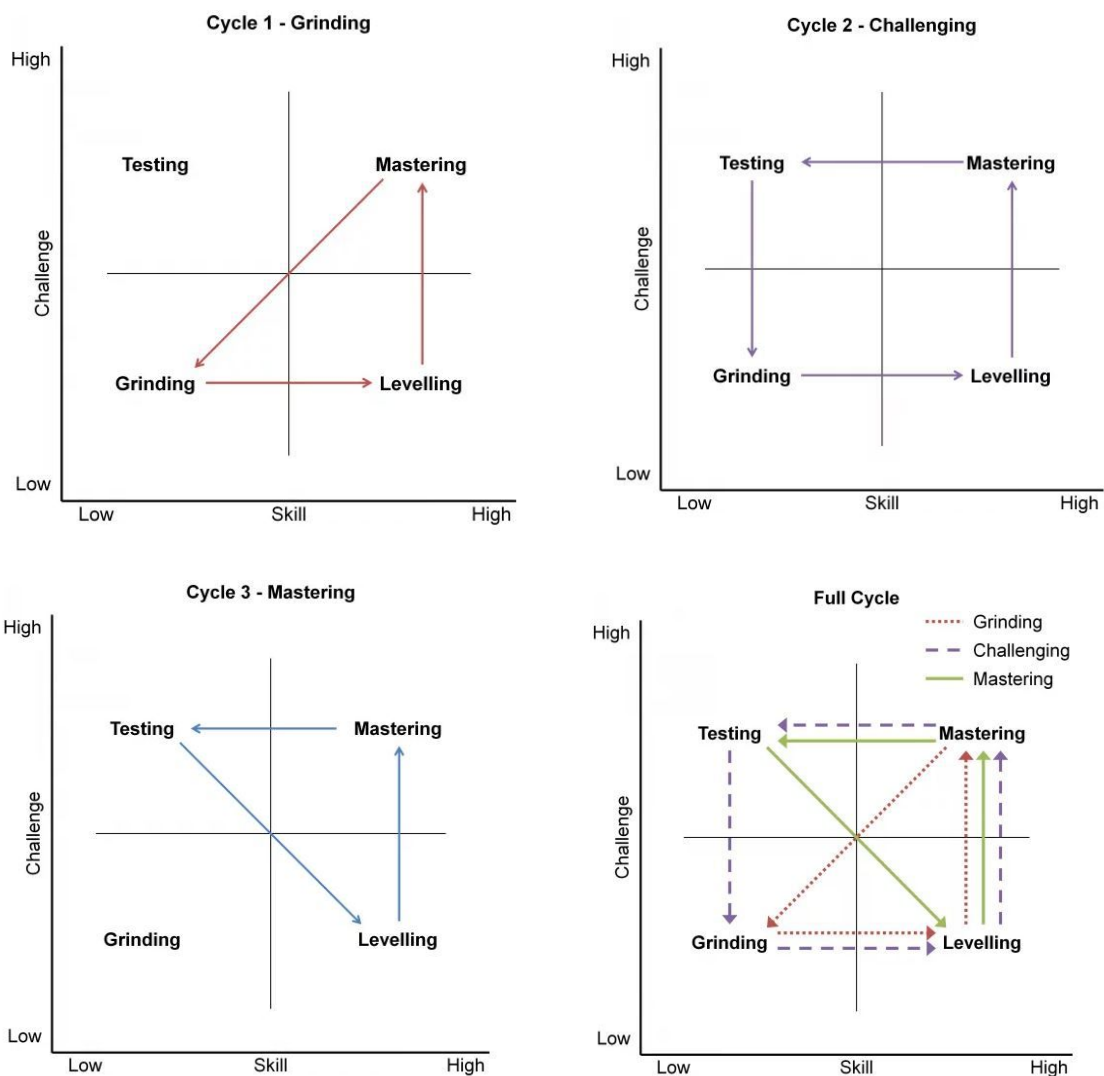 Cycle 1 - Grinding
High
Testing
Mastering
Challenge
Grinding
Levelling
Low
Low
Skill
High
Cycle 2 - Challenging
High
Testing
Mastering
Challenge
Grinding
Levelling
Low
Low
Skill
High
Cycle 3 - Mastering
High
Testing
Mastering
Challenge
Grinding
Levelling
Low
Low
Skill
High
Full Cycle
Grinding
High
Challenging
Mastering
Testing
Mastering
Challenge
Grinding
Levelling
Low
Low
Skill
High